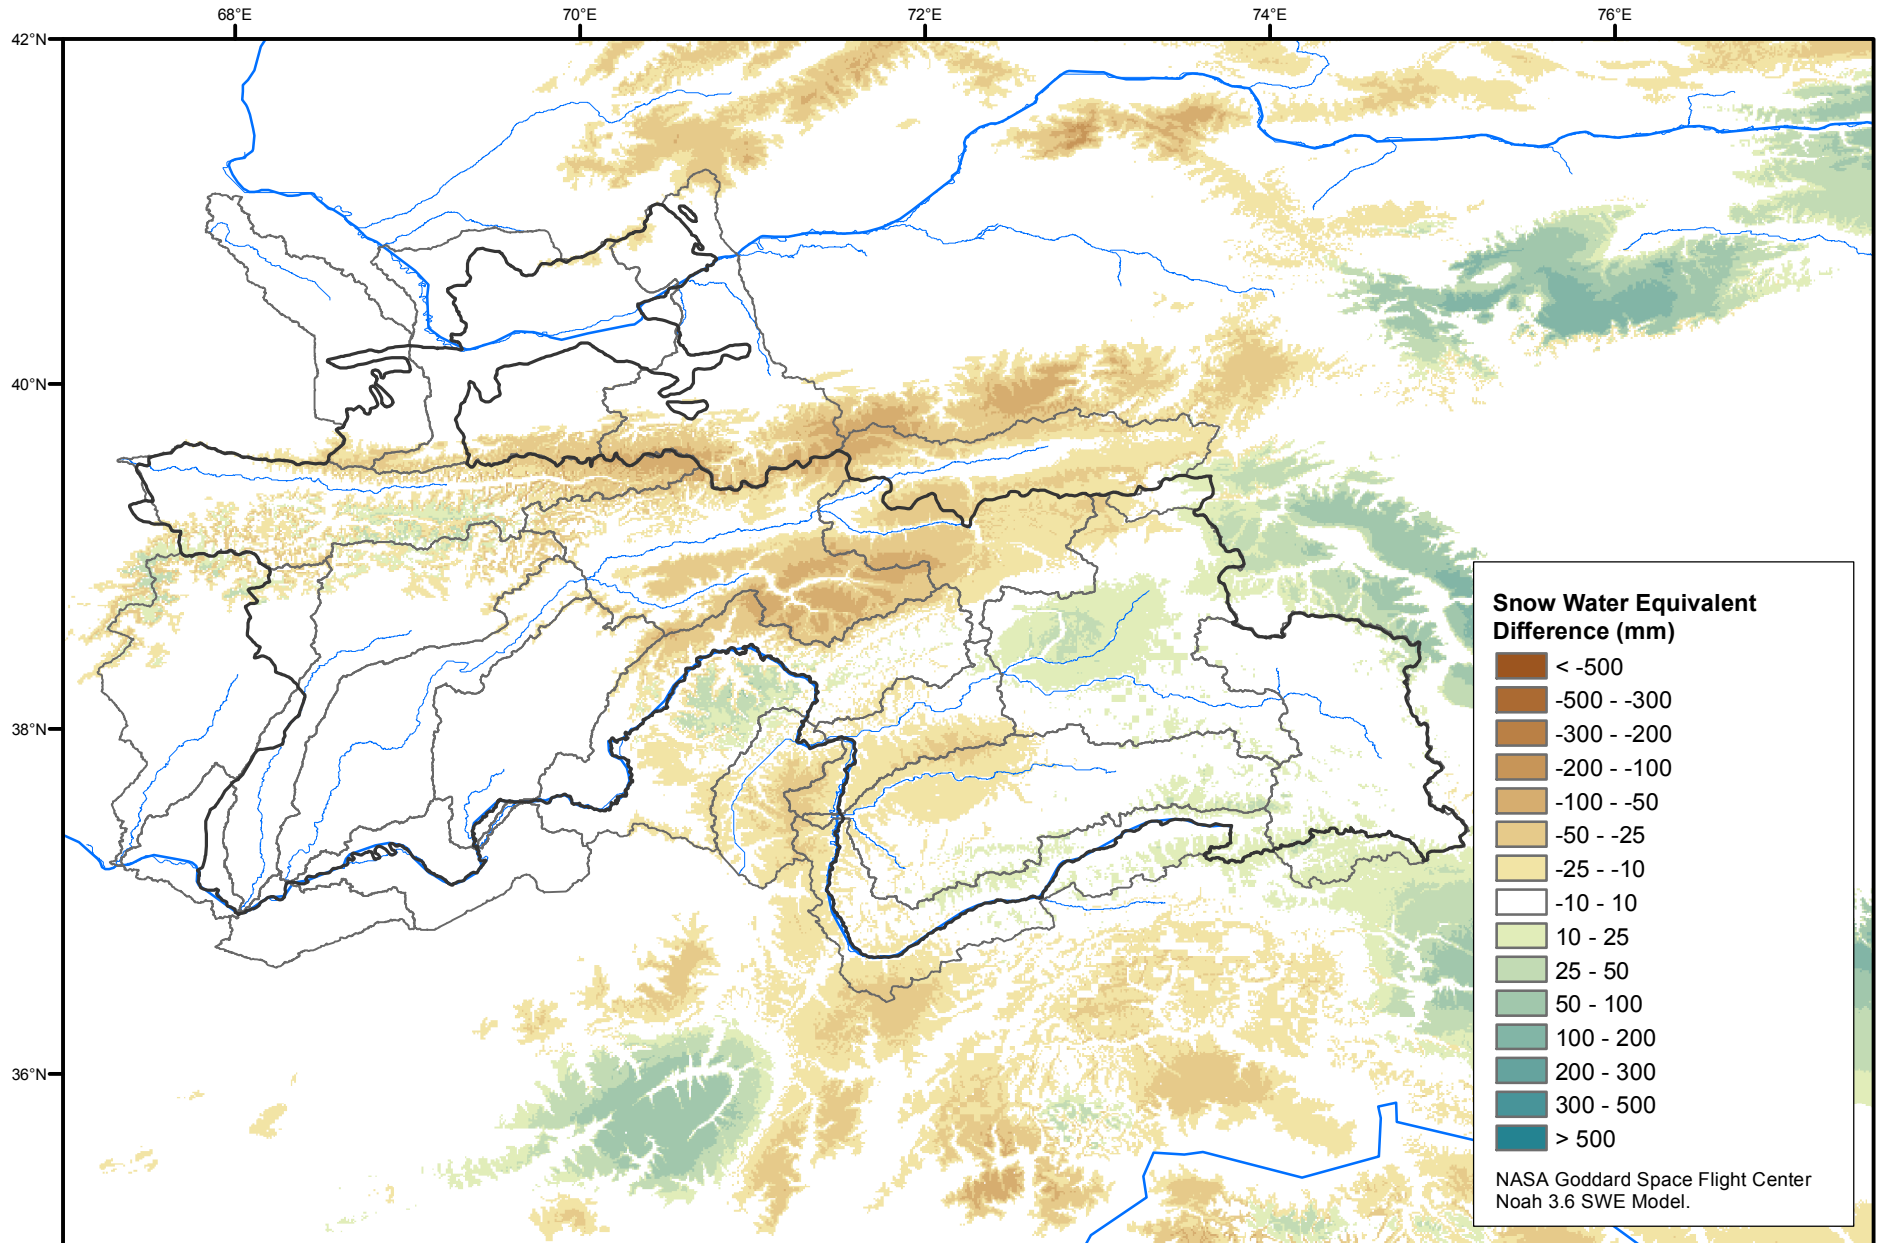 68°E 70°E 72°E 74°E 76°E
42°N
40°N
38°N
36°N
Snow Water Equivalent
Difference (mm)
< -500
-500 - -300
-300 - -200
-200 - -100
-100 - -50
-50 - -25
-25 - -10
-10 - 10
10 - 25
25 - 50
50 - 100
100 - 200
200 - 300
300 - 500
> 500
NASA Goddard Space Flight Center
Noah 3.6 SWE Model.